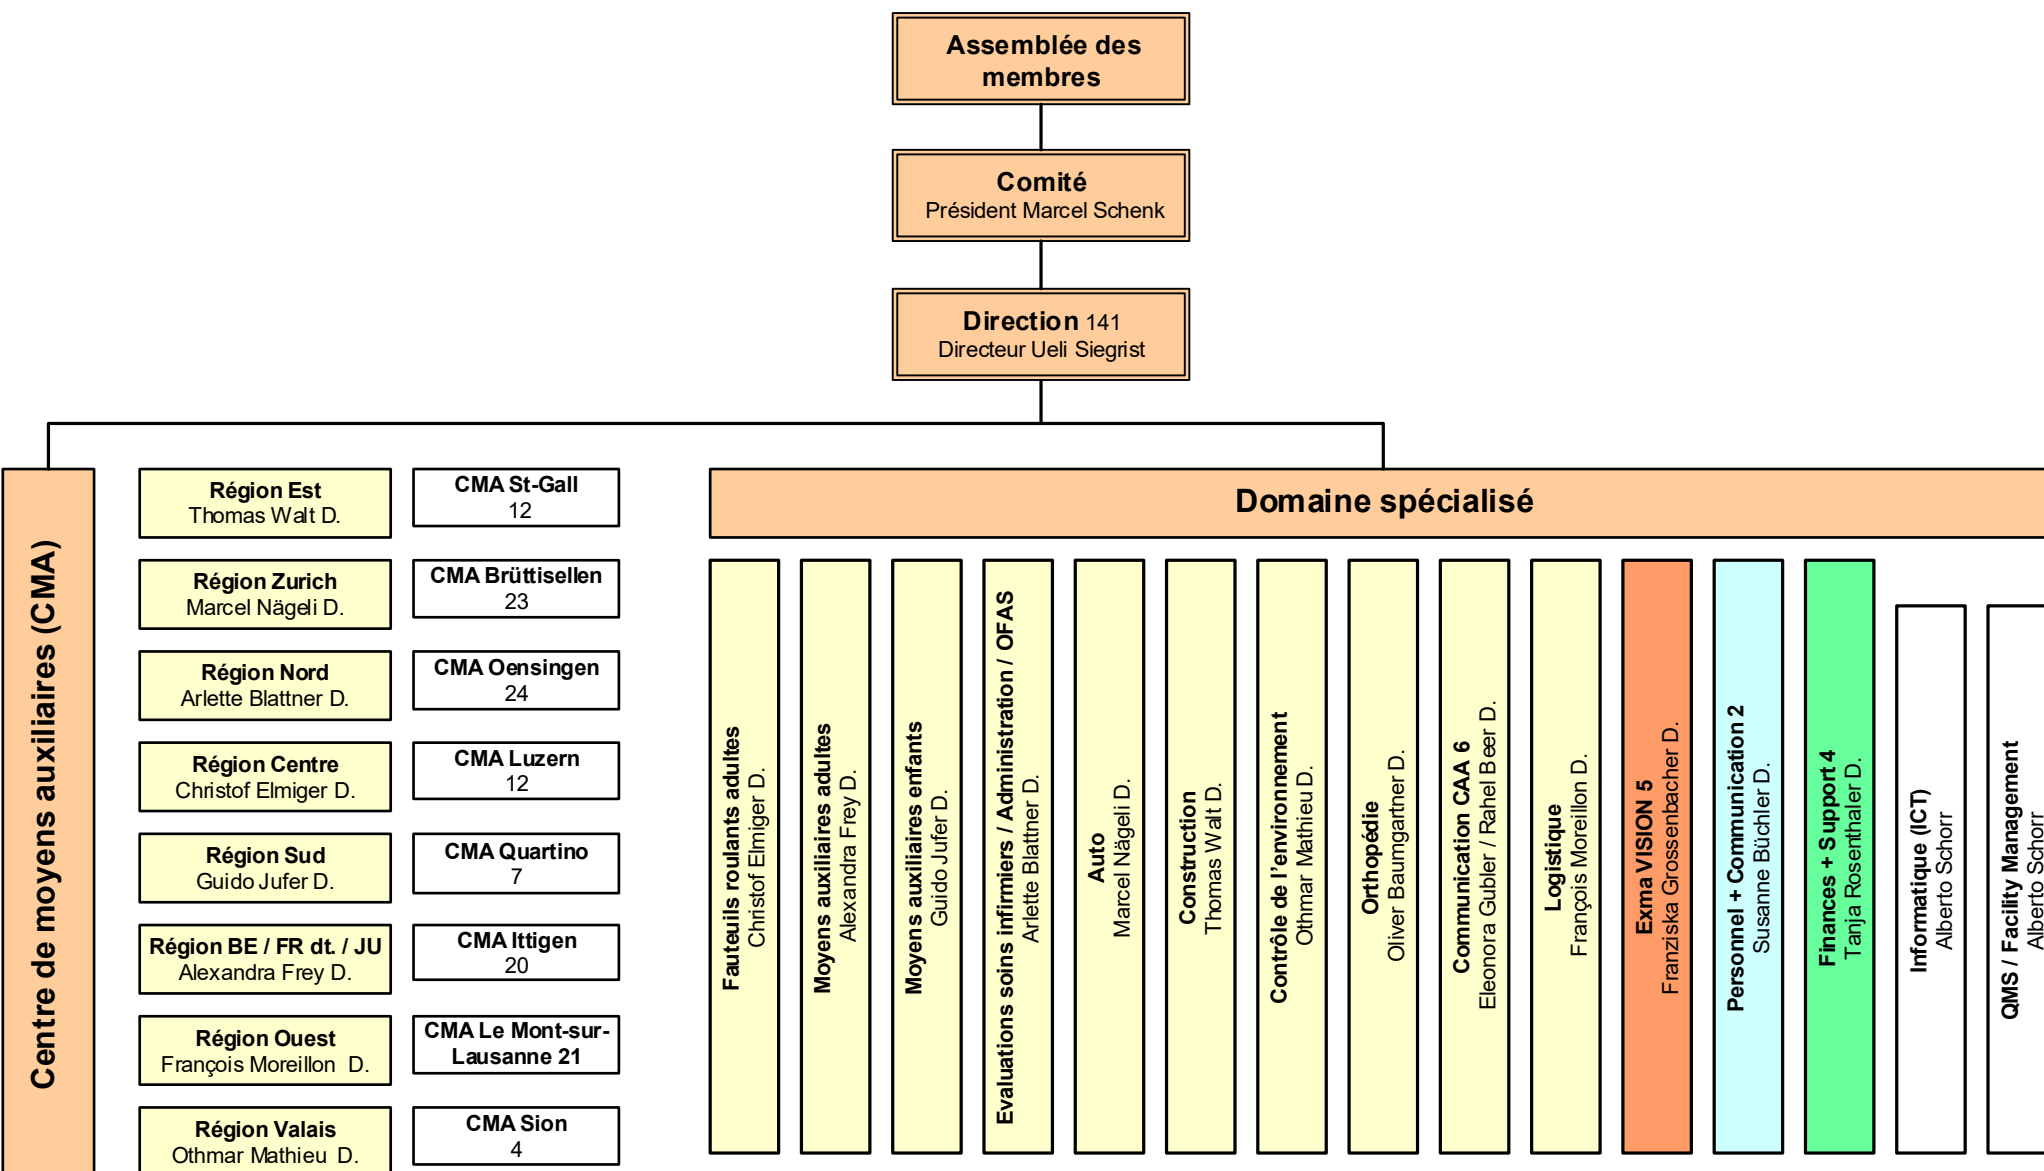 Assemblée des
membres
Comité
Président Marcel Schenk
Direction 141
Directeur Ueli Siegrist
Centre de moyens auxiliaires (CMA)
Région Est
Thomas Walt D.
CMA St-Gall
12
Région Zurich
Marcel Nägeli D.
CMA Brüttisellen
23
Région Nord
Arlette Blattner D.
CMA Oensingen
24
Région Centre
Christof Elmiger D.
CMA Luzern
12
Région Sud
Guido Jufer D.
CMA Quartino
7
Région BE / FR dt. / JU
Alexandra Frey D.
CMA Ittigen
20
Région Ouest
François Moreillon D.
CMA Le Mont-sur-
Lausanne 21
Région Valais
Othmar Mathieu D.
CMA Sion
4
Domaine spécialisé
Fauteuils roulants adultes
Christof Elmiger D.
Moyens auxiliaires adultes
Alexandra Frey D.
Moyens auxiliaires enfants
Guido Jufer D.
Evaluations soins infirmiers / Administration / OFAS
Arlette Blattner D.
Auto
Marcel Nägeli D.
Construction
Thomas Walt D.
Contrôle de l'environnement
Othmar Mathieu D.
Orthopédie
Oliver Baumgartner D.
Communication CAA 6
Eleonora Gubler / Rahel Beer D.
Logistique
François Moreillon D.
Exma VISION 5
Franziska Grossenbacher D.
Personnel + Communication 2
Susanne Büchler D.
Finances + Support 4
Tanja Rosenthaler D.
Informatique (ICT)
Alberto Schorr
QMS / Facility Management
Alberto Schorr